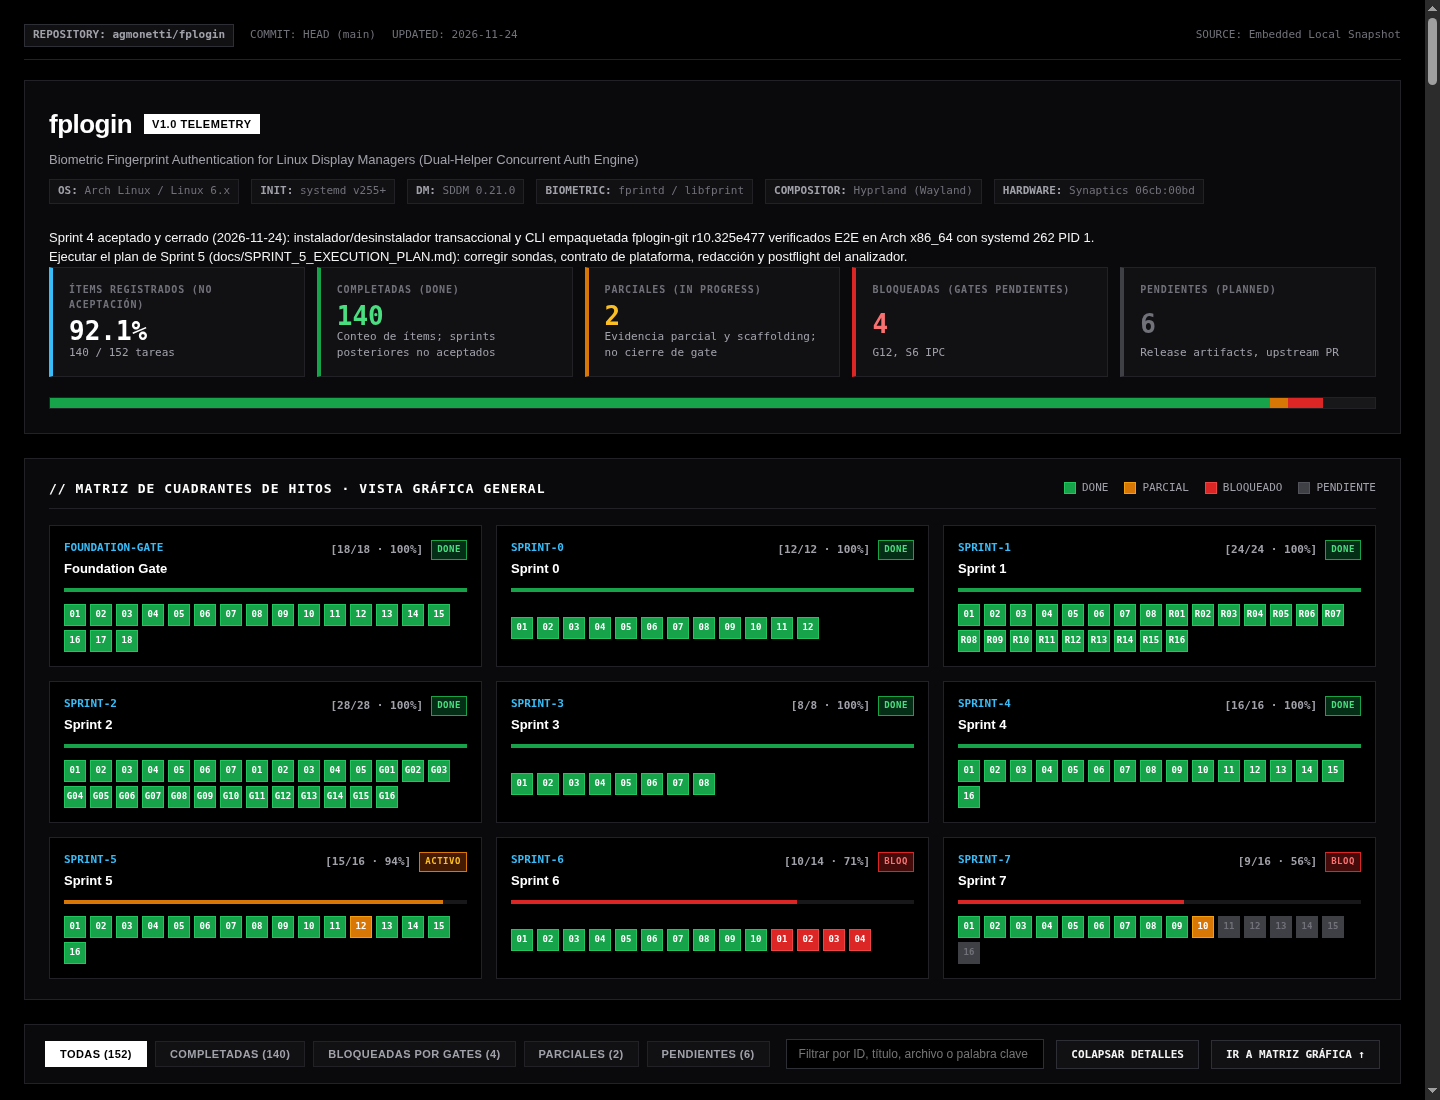 REPOSITORY: agmonetti/fplogin COMMIT: HEAD (main) UPDATED: 2026-11-24 SOURCE: Embedded Local Snapshot
fplogin V1.0 TELEMETRY
Biometric Fingerprint Authentication for Linux Display Managers (Dual-Helper Concurrent Auth Engine)
OS: Arch Linux / Linux 6.x INIT: systemd v255+ DM: SDDM 0.21.0 BIOMETRIC: fprintd / libfprint COMPOSITOR: Hyprland (Wayland) HARDWARE: Synaptics 06cb:00bd
Sprint 4 aceptado y cerrado (2026-11-24): instalador/desinstalador transaccional y CLI empaquetada fplogin-git r10.325e477 verificados E2E en Arch x86_64 con systemd 262 PID 1.
Ejecutar el plan de Sprint 5 (docs/SPRINT_5_EXECUTION_PLAN.md): corregir sondas, contrato de plataforma, redacción y postflight del analizador.
ÍTEMS REGISTRADOS (NO
ACEPTACIÓN)
92.1%
140 / 152 tareas
COMPLETADAS (DONE)
140
Conteo de ítems; sprints
posteriores no aceptados
PARCIALES (IN PROGRESS)
2
Evidencia parcial y scaffolding;
no cierre de gate
BLOQUEADAS (GATES PENDIENTES)
4
G12, S6 IPC
PENDIENTES (PLANNED)
6
Release artifacts, upstream PR
// MATRIZ DE CUADRANTES DE HITOS · VISTA GRÁFICA GENERAL DONE PARCIAL BLOQUEADO PENDIENTE
FOUNDATION-GATE [18/18 · 100%] DONE
Foundation Gate
01 02 03 04 05 06 07 08 09 10 11 12 13 14 15
16 17 18
SPRINT-0 [12/12 · 100%] DONE
Sprint 0
01 02 03 04 05 06 07 08 09 10 11 12
SPRINT-1 [24/24 · 100%] DONE
Sprint 1
01 02 03 04 05 06 07 08 R01 R02 R03 R04 R05 R06 R07
R08 R09 R10 R11 R12 R13 R14 R15 R16
SPRINT-2 [28/28 · 100%] DONE
Sprint 2
01 02 03 04 05 06 07 01 02 03 04 05 G01 G02 G03
G04 G05 G06 G07 G08 G09 G10 G11 G12 G13 G14 G15 G16
SPRINT-3 [8/8 · 100%] DONE
Sprint 3
01 02 03 04 05 06 07 08
SPRINT-4 [16/16 · 100%] DONE
Sprint 4
01 02 03 04 05 06 07 08 09 10 11 12 13 14 15
16
SPRINT-5 [15/16 · 94%] ACTIVO
Sprint 5
01 02 03 04 05 06 07 08 09 10 11 12 13 14 15
16
SPRINT-6 [10/14 · 71%] BLOQ
Sprint 6
01 02 03 04 05 06 07 08 09 10 01 02 03 04
SPRINT-7 [9/16 · 56%] BLOQ
Sprint 7
01 02 03 04 05 06 07 08 09 10 11 12 13 14 15
16
TODAS (152) COMPLETADAS (140) BLOQUEADAS POR GATES (4) PARCIALES (2) PENDIENTES (6) Filtrar por ID, título, archivo o palabra clave COLAPSAR DETALLES IR A MATRIZ GRÁFICA ↑